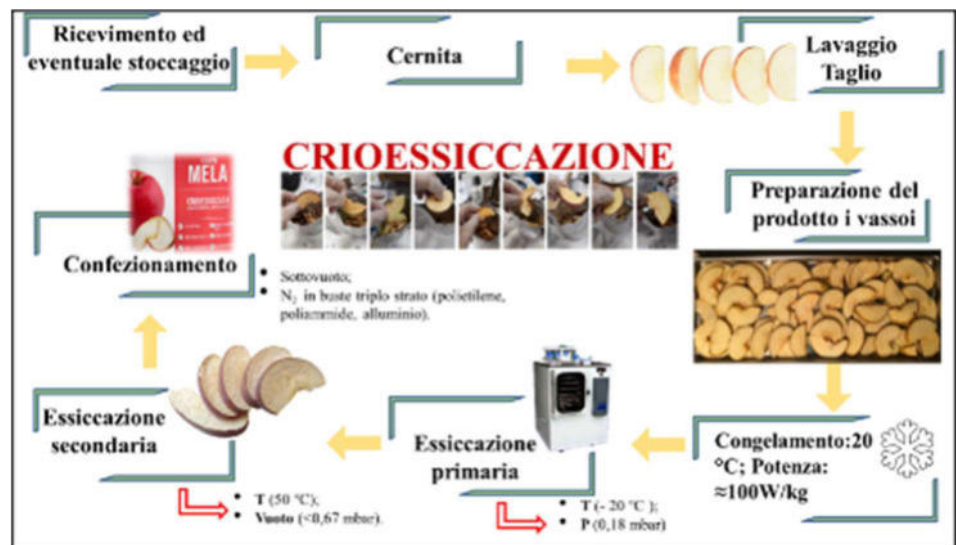 Ricevimento ed
eventuale stoccaggio
Cernita
Lavaggio
Taglio
CRIOESSICCAZIONE
MELA
Preparazione del
prodotto i vassoi
Confezionamento
• Sottovuoto;
• N₂ in buste triplo strato (polietilene,
poliammide, alluminio).
Essiccazione
secondaria
Essiccazione
primaria
Congelamento:20
°C; Potenza:
≈100W/kg
• T (50 °C);
• Vuoto (<0,67 mbar).
• T (- 20 °C );
• P (0,18 mbar)